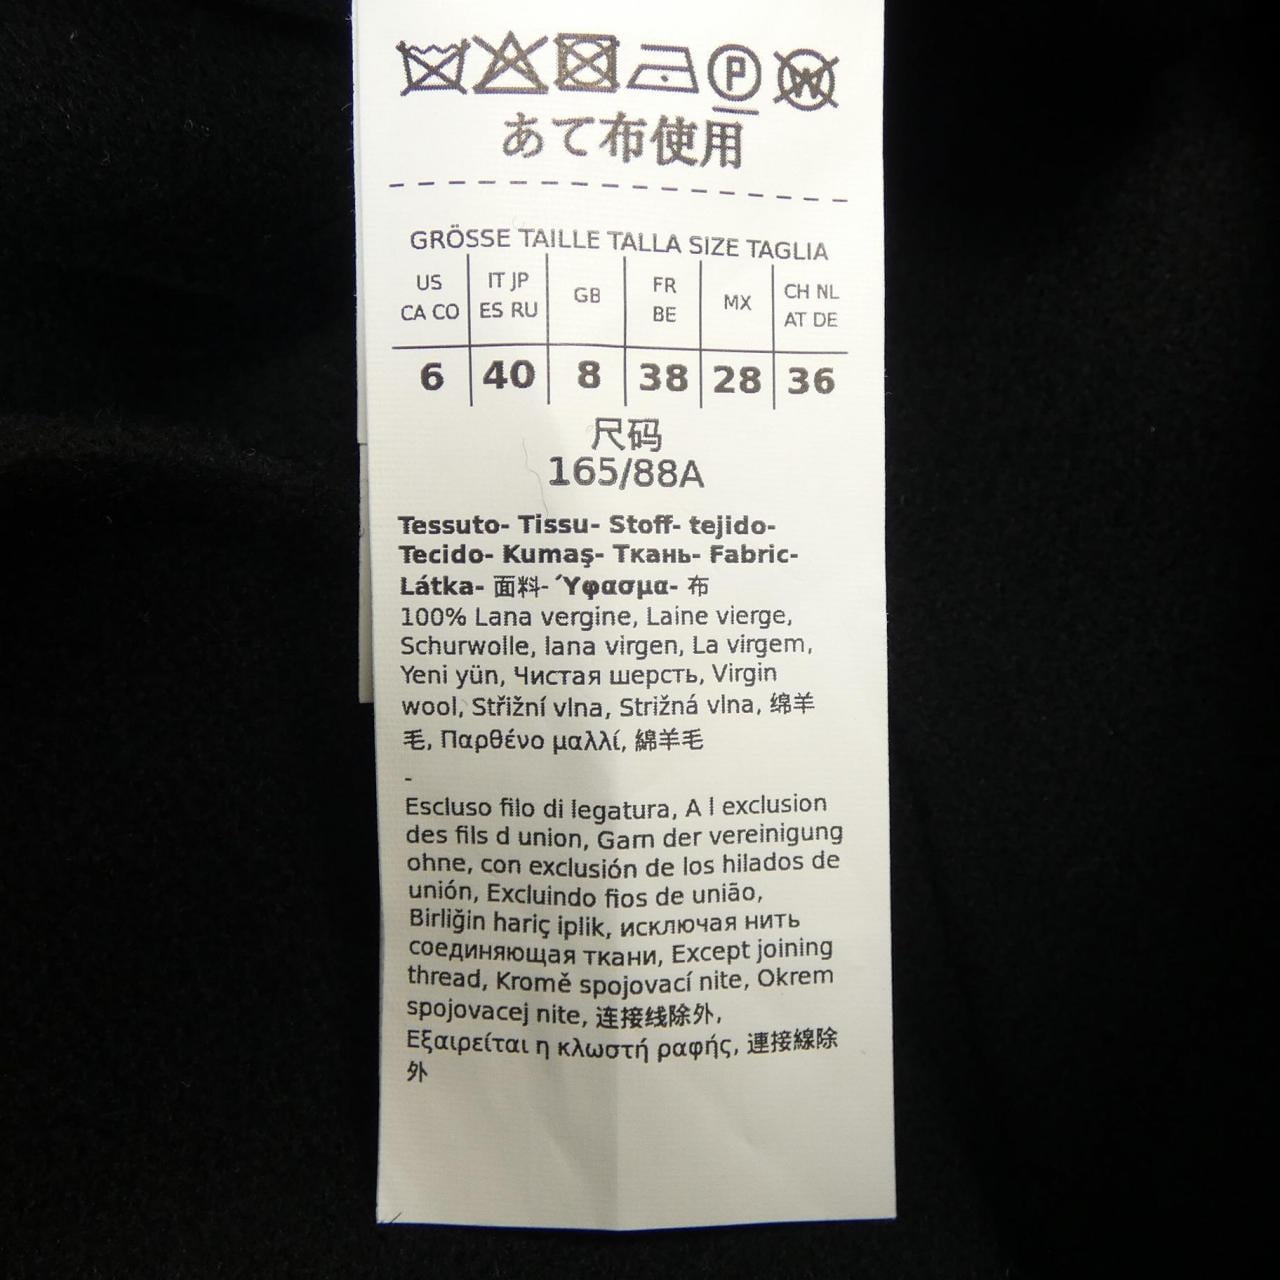 P W
あて布使用
GRÖSSE TAILLE TALLA SIZE TAGLIA
US CA CO IT JP ES RU GB FR BE MX CH NL AT DE
6 40 8 38 28 36
尺码
165/88A
Tessuto- Tissu- Stoff- tejido-
Tecido- Kumaş- Ткань- Fabric-
Látka- 面料- Ύφασμα- 布
100% Lana vergine, Laine vierge,
Schurwolle, lana virgen, La virgem,
Yeni yün, Чистая шерсть, Virgin
wool, Střižní vlna, Strižná vlna, 绵羊
毛, Παρθένο μαλλί, 綿羊毛
-
Escluso filo di legatura, A l exclusion
des fils d union, Garn der vereinigung
ohne, con exclusión de los hilados de
unión, Excluindo fios de união,
Birliğin hariç iplik, исключая нить
соединяющая ткани, Except joining
thread, Kromě spojovací nite, Okrem
spojovacej nite, 连接线除外,
Εξαιρείται η κλωστή ραφής, 連接線除
外